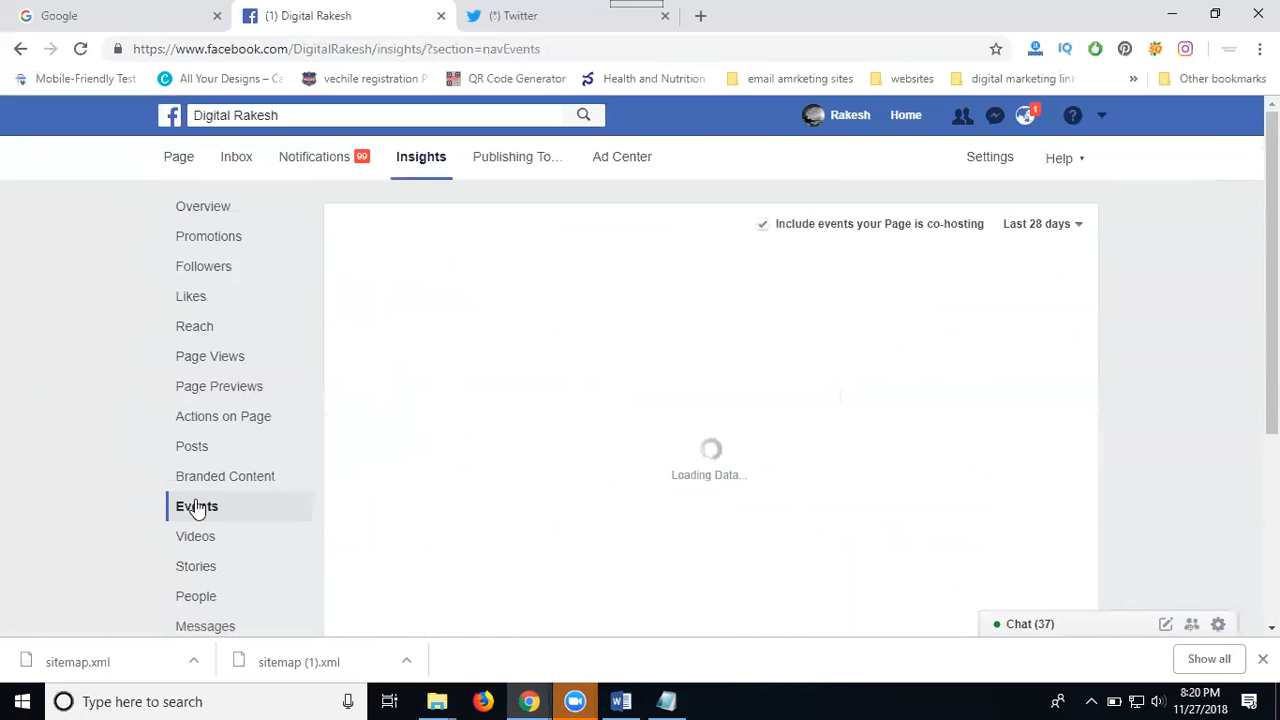 Google
(1) Digital Rakesh
(*) Twitter
https://www.facebook.com/DigitalRakesh/insights/?section=navEvents
Mobile-Friendly Test
All Your Designs – Ca
vechile registration P
QR Code Generator
Health and Nutrition
email amrketing sites
websites
digital marketing link
Other bookmarks
Digital Rakesh
Rakesh
Home
1
Page
Inbox
Notifications 99
Insights
Publishing To...
Ad Center
Settings
Help
Overview
Promotions
Followers
Likes
Reach
Page Views
Page Previews
Actions on Page
Posts
Branded Content
Events
Videos
Stories
People
Messages
Include events your Page is co-hosting
Last 28 days
Loading Data...
Chat (37)
sitemap.xml
sitemap (1).xml
Show all
Type here to search
8:20 PM
11/27/2018